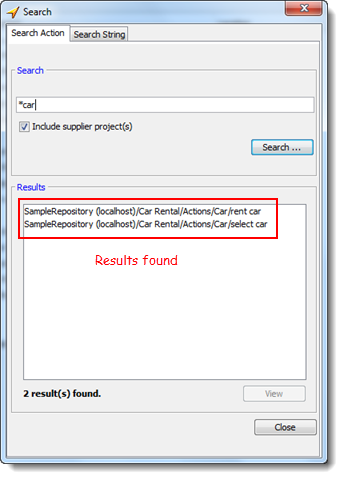 Search
Search Action Search String
Search
*car
Include supplier project(s)
Search ...
Results
SampleRepository (localhost)/Car Rental/Actions/Car/rent car
SampleRepository (localhost)/Car Rental/Actions/Car/select car
Results found
2 result(s) found.
View
Close